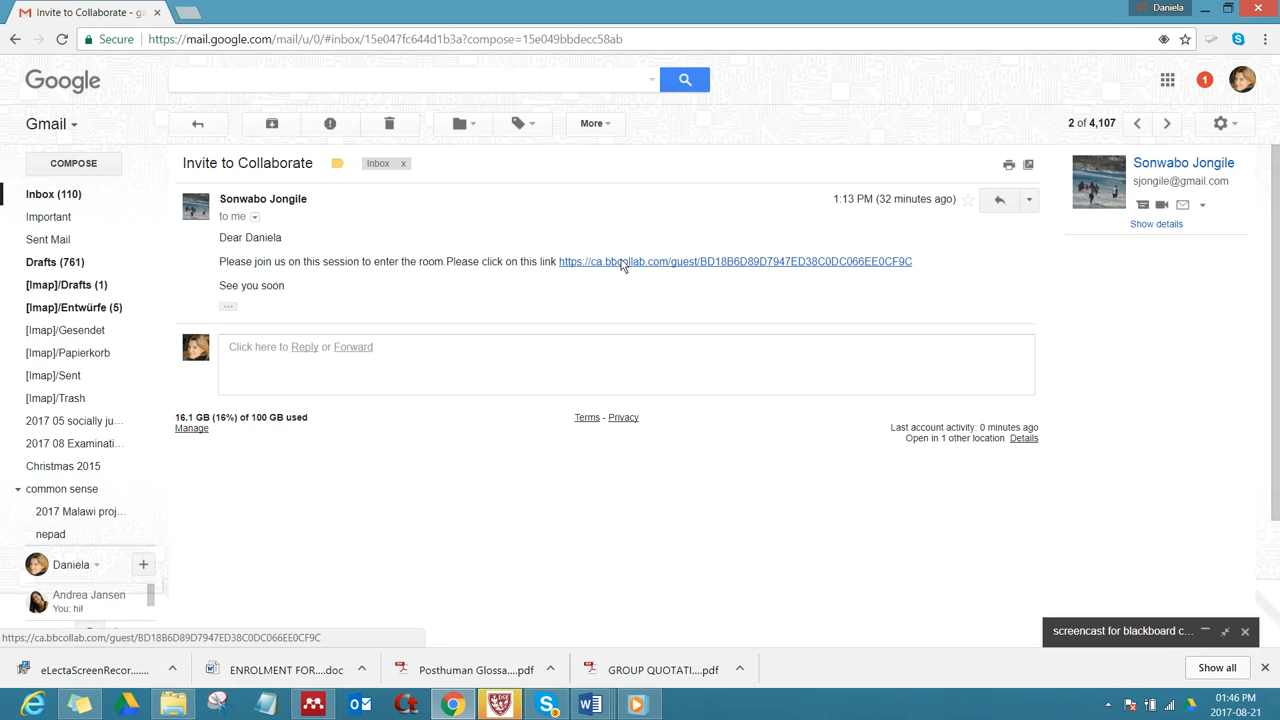 Invite to Collaborate - ga
Daniela
Secure
https://mail.google.com/mail/u/0/#inbox/15e047fc644d1b3a?compose=15e049bbdecc58ab
Google
1
Gmail
More
2 of 4,107
COMPOSE
Invite to Collaborate
Inbox x
Sonwabo Jongile
sjongile@gmail.com
Show details
Inbox (110)
Important
Sent Mail
Drafts (761)
[Imap]/Drafts (1)
[Imap]/Entwürfe (5)
[Imap]/Gesendet
[Imap]/Papierkorb
[Imap]/Sent
[Imap]/Trash
2017 05 socially ju...
2017 08 Examinati...
Christmas 2015
common sense
2017 Malawi proj...
nepad
Daniela
Andrea Jansen
You: hi!
Sonwabo Jongile
1:13 PM (32 minutes ago)
to me
Dear Daniela
Please join us on this session to enter the room.Please click on this link https://ca.bbcollab.com/guest/BD18B6D89D7947ED38C0DC066EE0CF9C
See you soon
Click here to Reply or Forward
16.1 GB (16%) of 100 GB used
Manage
Terms - Privacy
Last account activity: 0 minutes ago
Open in 1 other location Details
https://ca.bbcollab.com/guest/BD18B6D89D7947ED38C0DC066EE0CF9C
screencast for blackboard c...
eLectaScreenRecor......
ENROLMENT FOR....doc
Posthuman Glossa....pdf
GROUP QUOTATI....pdf
Show all
01:46 PM
2017-08-21